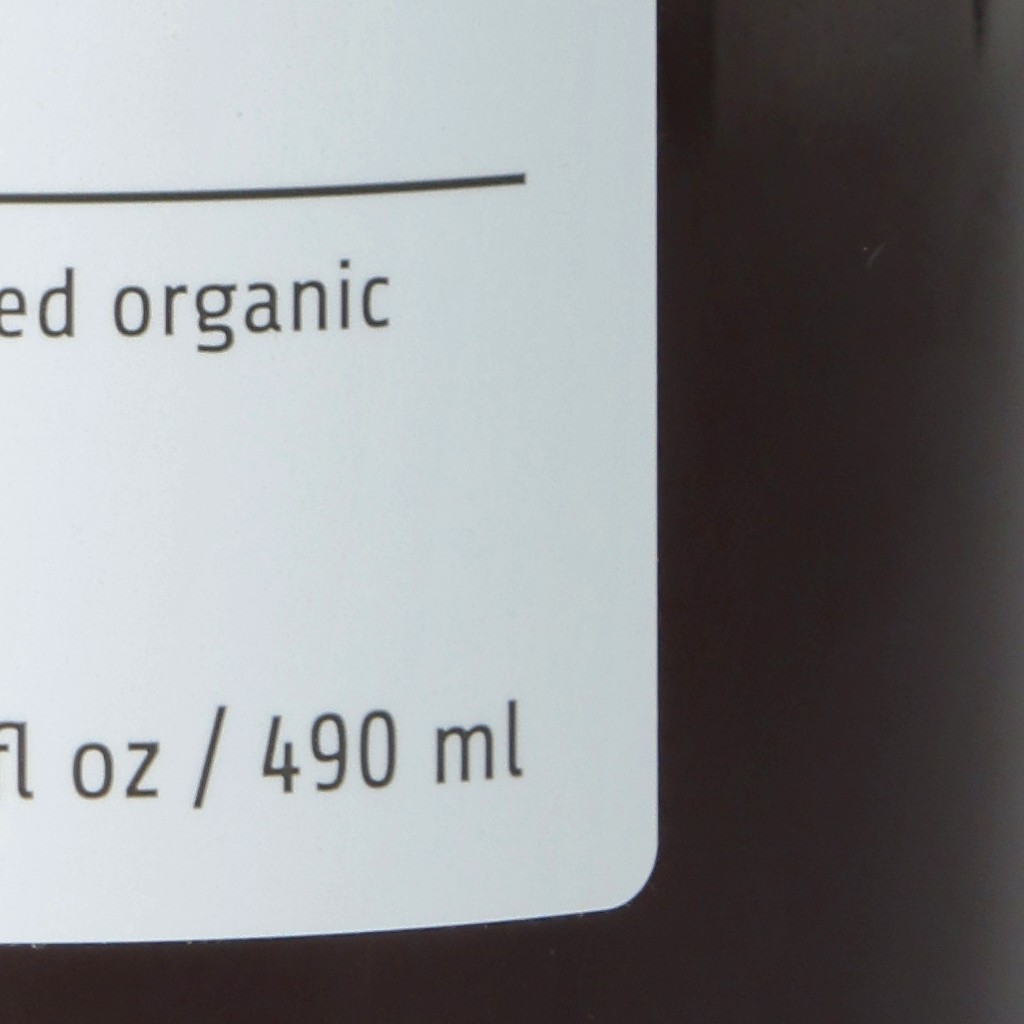 ed organic
fl oz / 490 ml